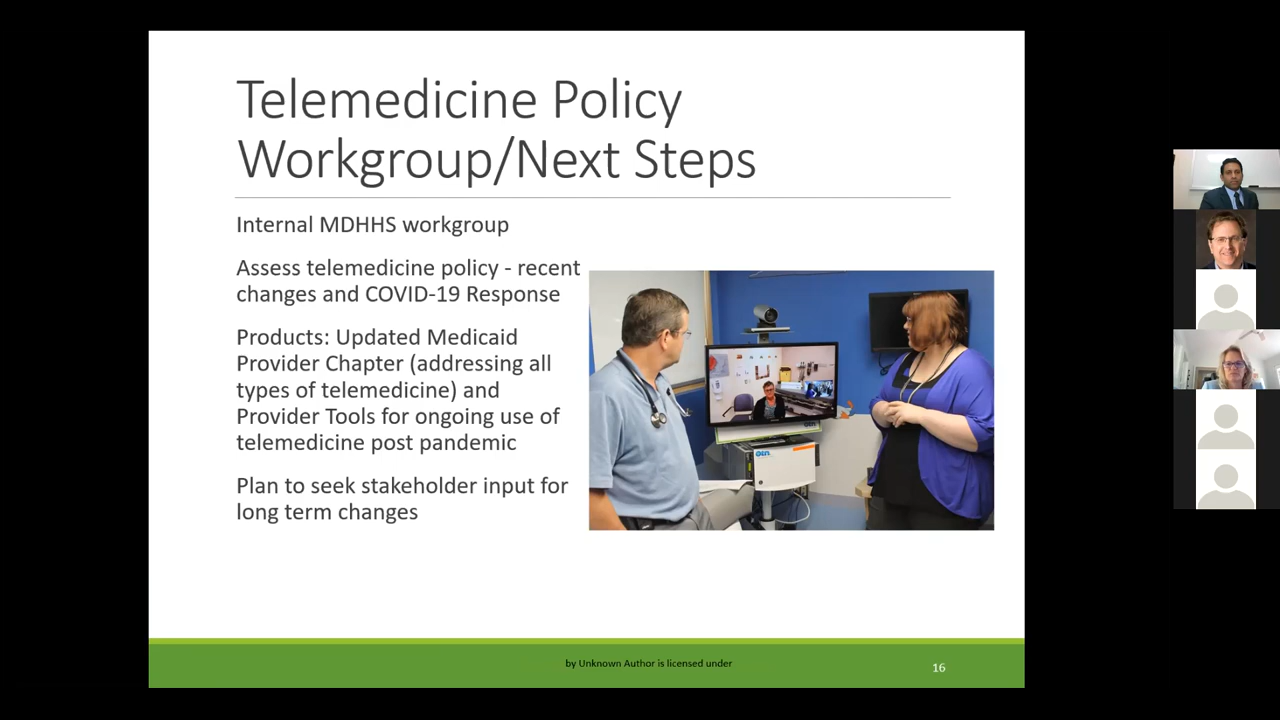 Telemedicine Policy
Workgroup/Next Steps
Internal MDHHS workgroup
Assess telemedicine policy - recent
changes and COVID-19 Response
Products: Updated Medicaid
Provider Chapter (addressing all
types of telemedicine) and
Provider Tools for ongoing use of
telemedicine post pandemic
Plan to seek stakeholder input for
long term changes
by Unknown Author is licensed under
16